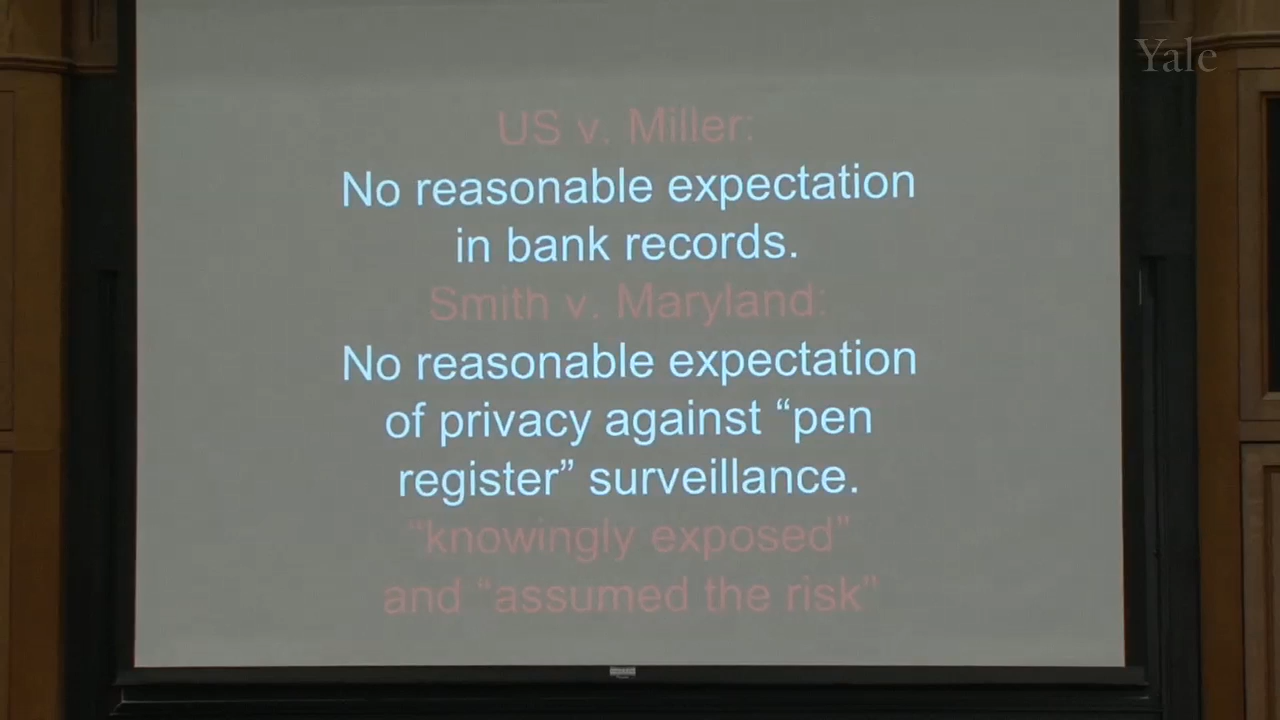 Yale
US v. Miller:
No reasonable expectation
in bank records.
Smith v. Maryland:
No reasonable expectation
of privacy against “pen
register” surveillance.
“knowingly exposed”
and “assumed the risk”